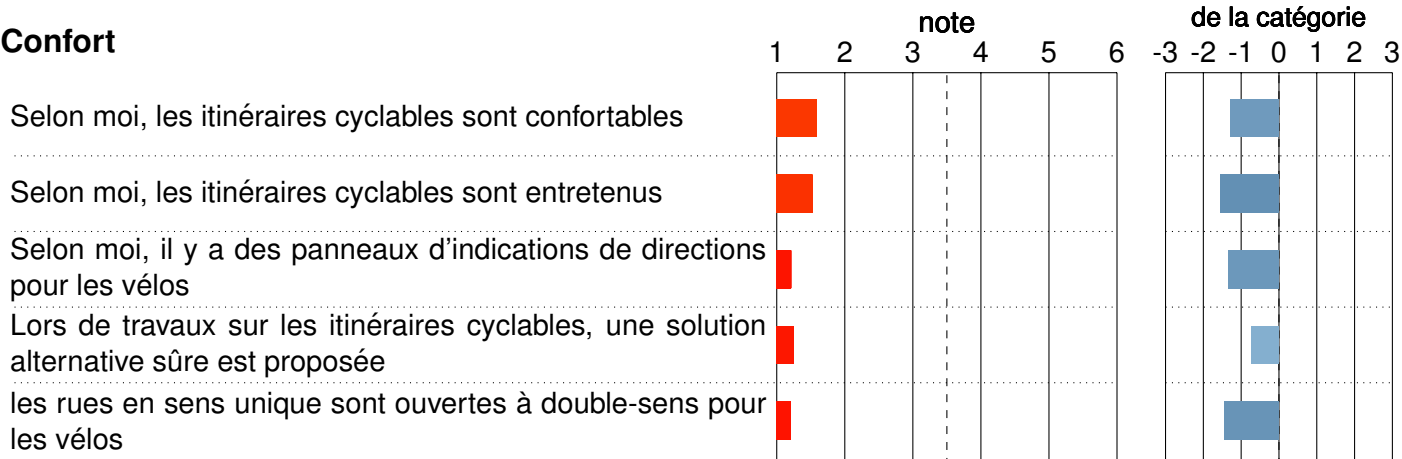 note
de la catégorie
Confort
1 2 3 4 5 6
-3 -2 -1 0 1 2 3
Selon moi, les itinéraires cyclables sont confortables
Selon moi, les itinéraires cyclables sont entretenus
Selon moi, il y a des panneaux d'indications de directions
pour les vélos
Lors de travaux sur les itinéraires cyclables, une solution
alternative sûre est proposée
les rues en sens unique sont ouvertes à double-sens pour
les vélos